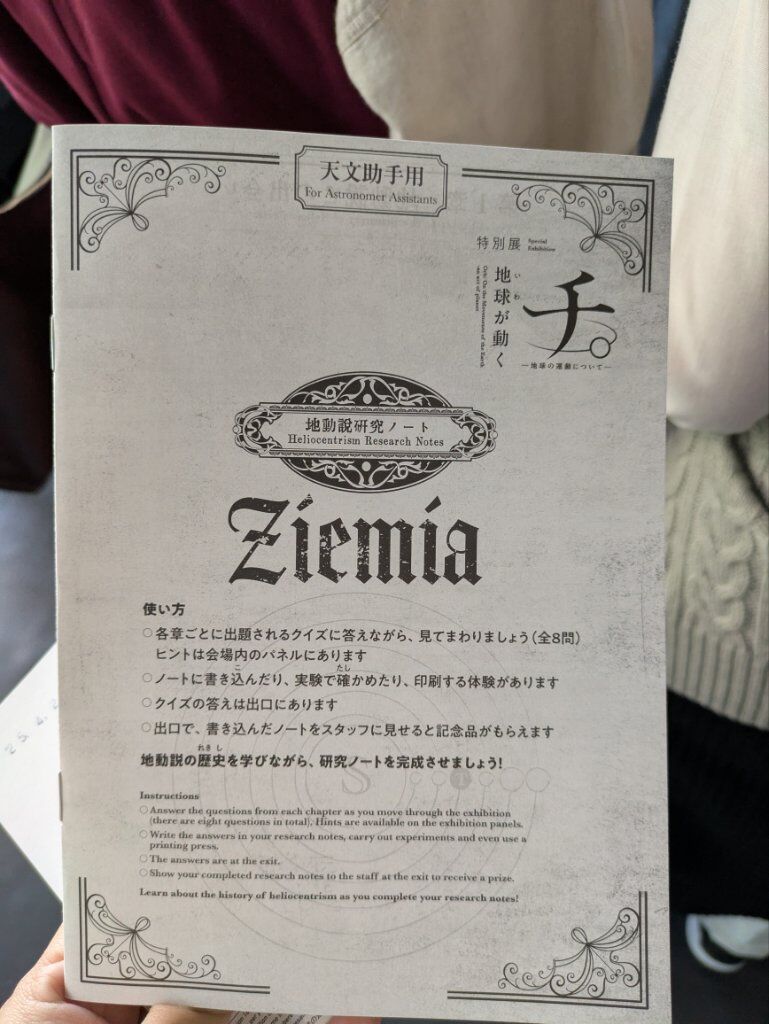 天文助手用
For Astronomer Assistants
特別展 Special Exhibition
チ。
―地球の運動について―
地球が動く
いわ
Orb: On the Movements of the Earth
地動説研究ノート
Heliocentrism Research Notes
Ziemia
使い方
○各章ごとに出題されるクイズに答えながら、見てまわりましょう(全8問)
ヒントは会場内のパネルにあります
○ノートに書き込んだり、実験で確かめたり、印刷する体験があります
○クイズの答えは出口にあります
○出口で、書き込んだノートをスタッフに見せると記念品がもらえます
地動説の歴史を学びながら、研究ノートを完成させましょう!
Instructions
○Answer the questions from each chapter as you move through the exhibition
(there are eight questions in total). Hints are available on the exhibition panels.
○Write the answers in your research notes, carry out experiments and even use a
printing press.
○The answers are at the exit.
○Show your completed research notes to the staff at the exit to receive a prize.
Learn about the history of heliocentrism as you complete your research notes!